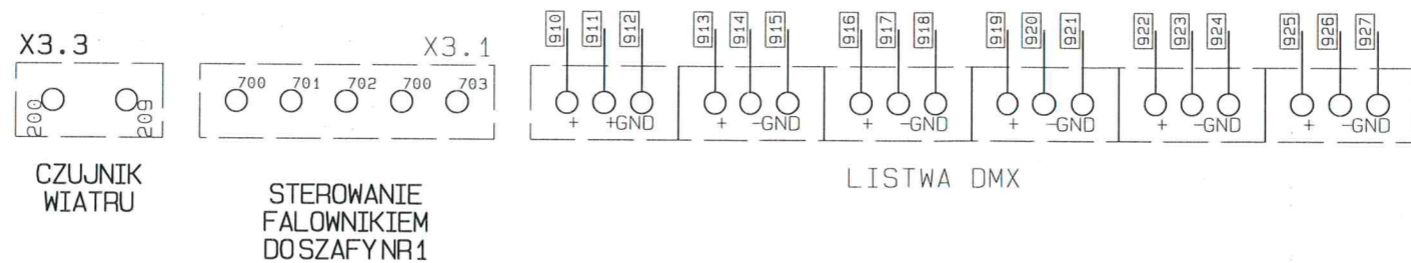 X3.3
200 209
CZUJNIK
WIATRU
X3.1
700 701 702 700 703
STEROWANIE
FALOWNIKIEM
DO SZAFY NR1
910 911 912 913 914 915 916 917 918 919 920 921 922 923 924 925 926 927
+ +GND + -GND + -GND + -GND + -GND + -GND
LISTWA DMX